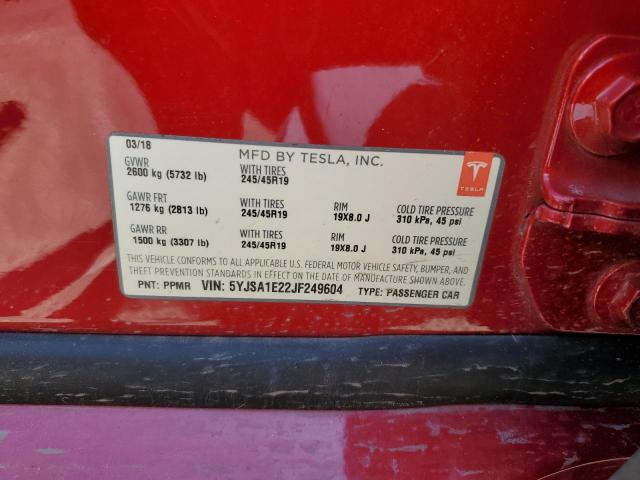 03/18 MFD BY TESLA, INC.
GVWR
2600 kg (5732 lb) WITH TIRES 245/45R19
GAWR FRT
1276 kg (2813 lb) WITH TIRES 245/45R19 RIM 19X8.0 J COLD TIRE PRESSURE 310 kPa, 45 psi
GAWR RR
1500 kg (3307 lb) WITH TIRES 245/45R19 RIM 19X8.0 J COLD TIRE PRESSURE 310 kPa, 45 psi
TESLA
THIS VEHICLE CONFORMS TO ALL APPLICABLE U.S. FEDERAL MOTOR VEHICLE SAFETY, BUMPER, AND
THEFT PREVENTION STANDARDS IN EFFECT ON THE DATE OF MANUFACTURE SHOWN ABOVE.
PNT: PPMR VIN: 5YJSA1E22JF249604 TYPE: PASSENGER CAR